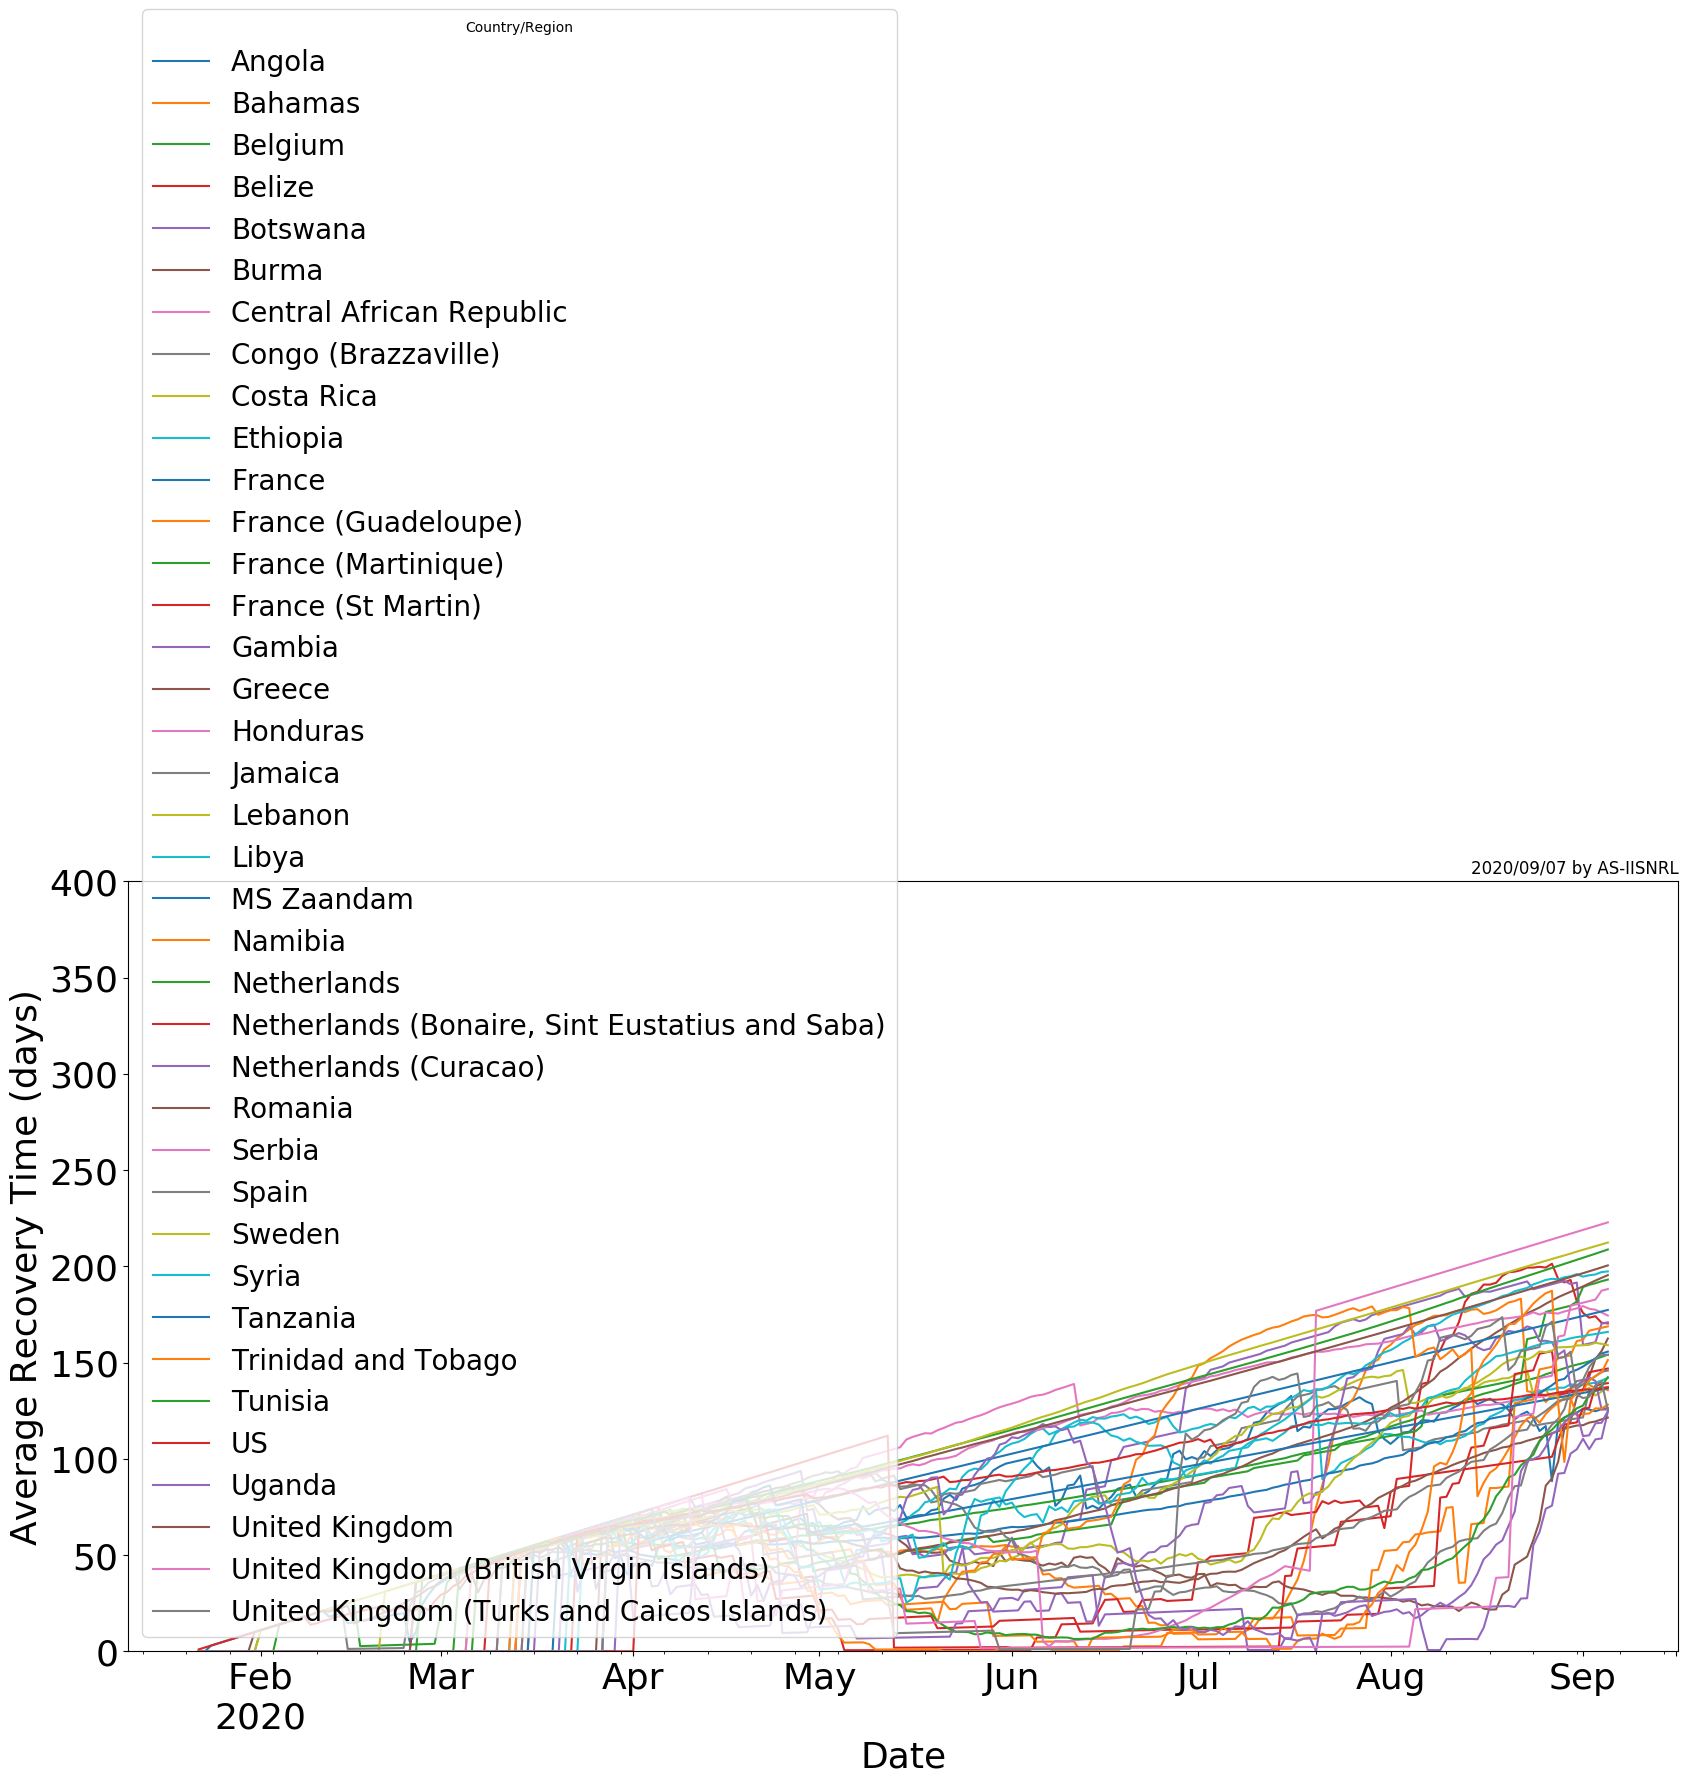 Country/Region
Angola
Bahamas
Belgium
Belize
Botswana
Burma
Central African Republic
Congo (Brazzaville)
Costa Rica
Ethiopia
France
France (Guadeloupe)
France (Martinique)
France (St Martin)
Gambia
Greece
Honduras
Jamaica
Lebanon
Libya
MS Zaandam
Namibia
Netherlands
Netherlands (Bonaire, Sint Eustatius and Saba)
Netherlands (Curacao)
Romania
Serbia
Spain
Sweden
Syria
Tanzania
Trinidad and Tobago
Tunisia
US
Uganda
United Kingdom
United Kingdom (British Virgin Islands)
United Kingdom (Turks and Caicos Islands)
2020/09/07 by AS-IISNRL
Average Recovery Time (days)
400
350
300
250
200
150
100
50
0
Feb Mar Apr May Jun Jul Aug Sep
2020
Date